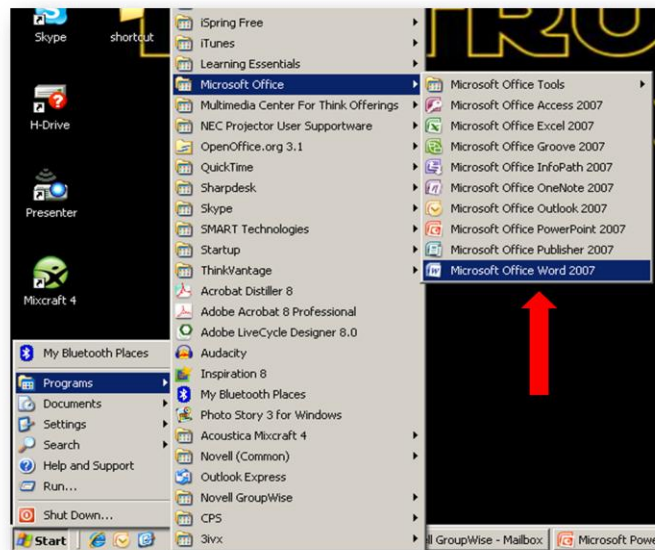 Skype
shortcut
H-Drive
Presenter
Mixcraft 4
My Bluetooth Places
Programs
Documents
Settings
Search
Help and Support
Run...
Shut Down...
Start
iSpring Free
iTunes
Learning Essentials
Microsoft Office
Multimedia Center For Think Offerings
NEC Projector User Supportware
OpenOffice.org 3.1
QuickTime
Sharpdesk
Skype
SMART Technologies
Startup
ThinkVantage
Acrobat Distiller 8
Adobe Acrobat 8 Professional
Adobe LiveCycle Designer 8.0
Audacity
Inspiration 8
My Bluetooth Places
Photo Story 3 for Windows
Acoustica Mixcraft 4
Novell (Common)
Outlook Express
Novell GroupWise
CPS
3ivx
Microsoft Office Tools
Microsoft Office Access 2007
Microsoft Office Excel 2007
Microsoft Office Groove 2007
Microsoft Office InfoPath 2007
Microsoft Office OneNote 2007
Microsoft Office Outlook 2007
Microsoft Office PowerPoint 2007
Microsoft Office Publisher 2007
Microsoft Office Word 2007
ll GroupWise - Mailbox
Microsoft Powe